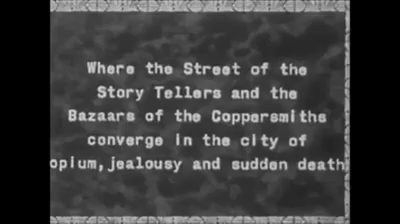 Where the Street of the
Story Tellers and the
Bazaars of the Coppersmiths
converge in the city of
opium, jealousy and sudden death